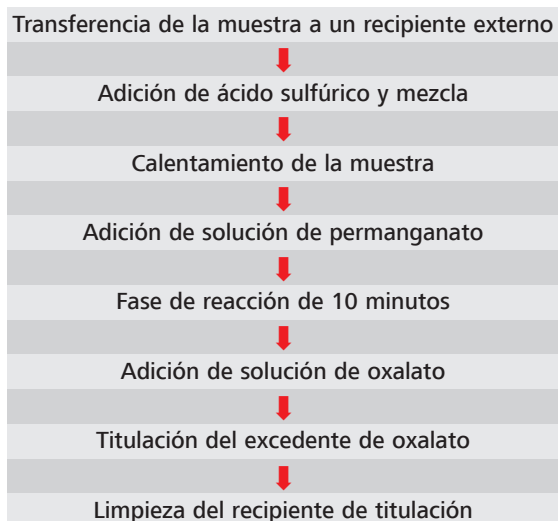 Transferencia de la muestra a un recipiente externo
Adición de ácido sulfúrico y mezcla
Calentamiento de la muestra
Adición de solución de permanganato
Fase de reacción de 10 minutos
Adición de solución de oxalato
Titulación del excedente de oxalato
Limpieza del recipiente de titulación